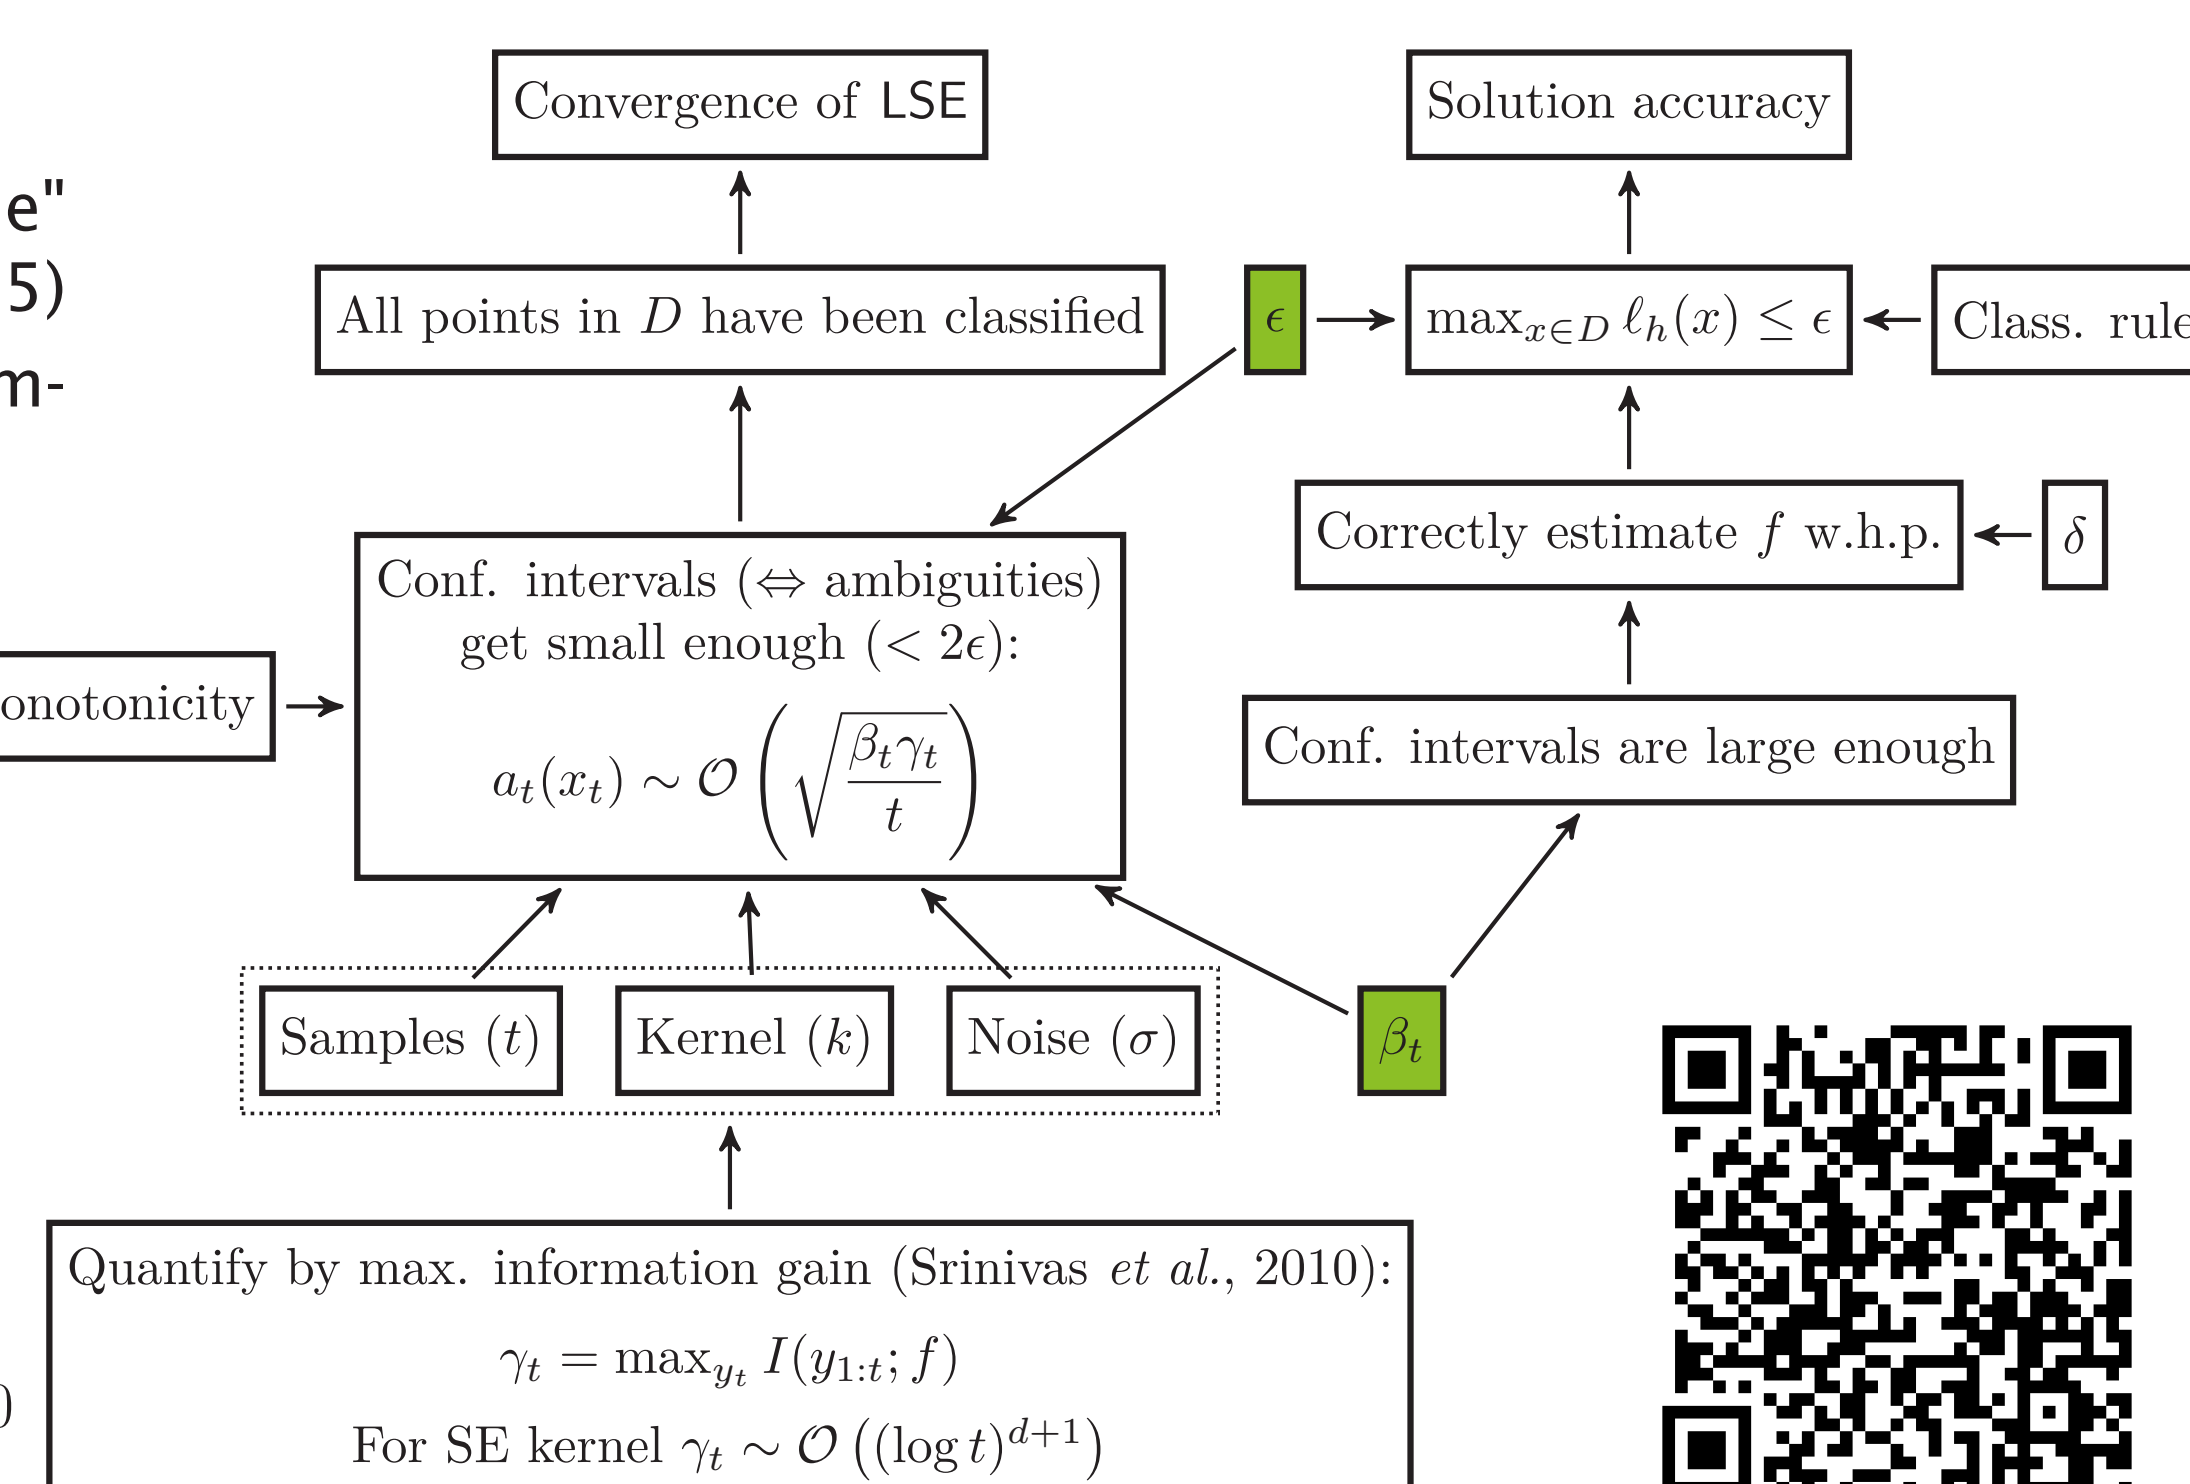 Convergence of LSE
Solution accuracy
e"
5)
m-
All points in D have been classified
ϵ
max_{x∈D} ℓ_h(x) ≤ ϵ
Class. rule
Correctly estimate f w.h.p.
δ
Conf. intervals (⇔ ambiguities)
get small enough (< 2ϵ):
a_t(x_t) ∼ 𝒪(√(β_tγ_t/t))
onotonicity
Conf. intervals are large enough
Samples (t)
Kernel (k)
Noise (σ)
β_t
Quantify by max. information gain (Srinivas et al., 2010):
γ_t = max_{y_t} I(y_{1:t}; f)
For SE kernel γ_t ∼ 𝒪((log t)^{d+1})